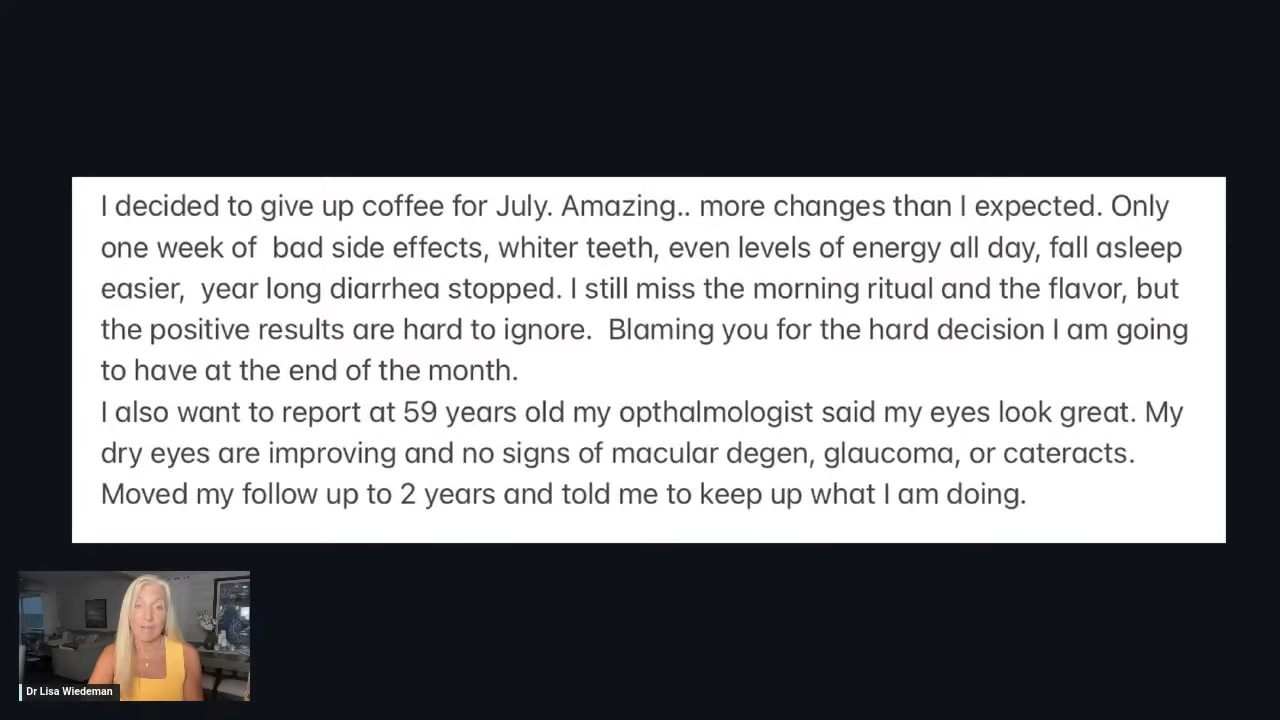 I decided to give up coffee for July. Amazing.. more changes than I expected. Only
one week of  bad side effects, whiter teeth, even levels of energy all day, fall asleep
easier,  year long diarrhea stopped. I still miss the morning ritual and the flavor, but
the positive results are hard to ignore.  Blaming you for the hard decision I am going
to have at the end of the month.
I also want to report at 59 years old my opthalmologist said my eyes look great. My
dry eyes are improving and no signs of macular degen, glaucoma, or cateracts.
Moved my follow up to 2 years and told me to keep up what I am doing.
Dr Lisa Wiedeman